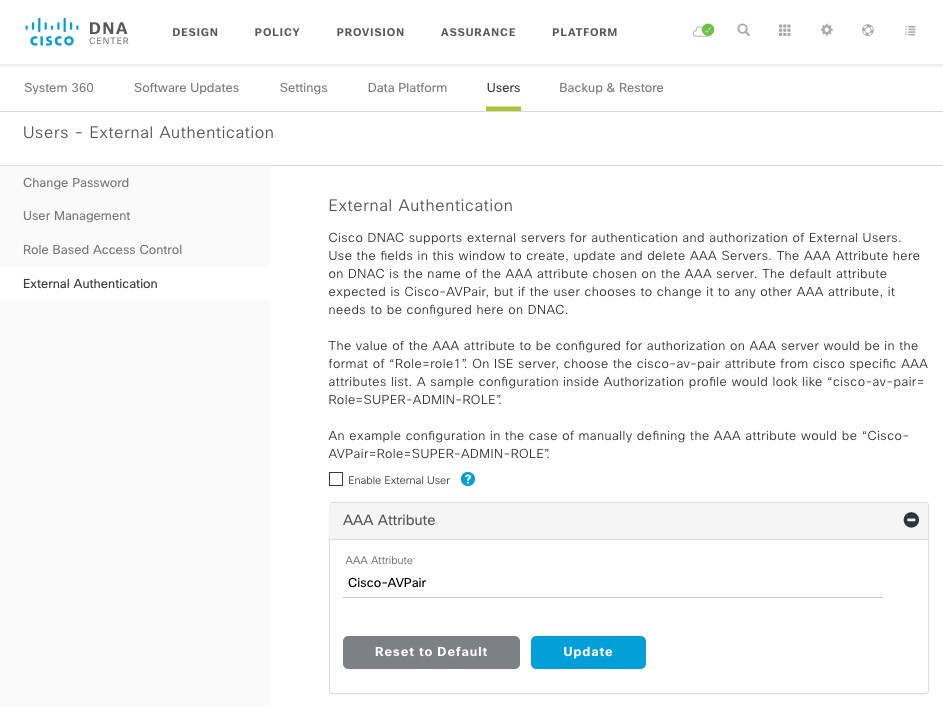 CISCO DNA CENTER
DESIGN POLICY PROVISION ASSURANCE PLATFORM
System 360 Software Updates Settings Data Platform Users Backup & Restore
Users - External Authentication
Change Password
User Management
Role Based Access Control
External Authentication
External Authentication
Cisco DNAC supports external servers for authentication and authorization of External Users.
Use the fields in this window to create, update and delete AAA Servers. The AAA Attribute here
on DNAC is the name of the AAA attribute chosen on the AAA server. The default attribute
expected is Cisco-AVPair, but if the user chooses to change it to any other AAA attribute, it
needs to be configured here on DNAC.
The value of the AAA attribute to be configured for authorization on AAA server would be in the
format of “Role=role1”. On ISE server, choose the cisco-av-pair attribute from cisco specific AAA
attributes list. A sample configuration inside Authorization profile would look like “cisco-av-pair=
Role=SUPER-ADMIN-ROLE”.
An example configuration in the case of manually defining the AAA attribute would be “Cisco-
AVPair=Role=SUPER-ADMIN-ROLE”.
Enable External User ?
AAA Attribute
AAA Attribute
Cisco-AVPair
Reset to Default Update